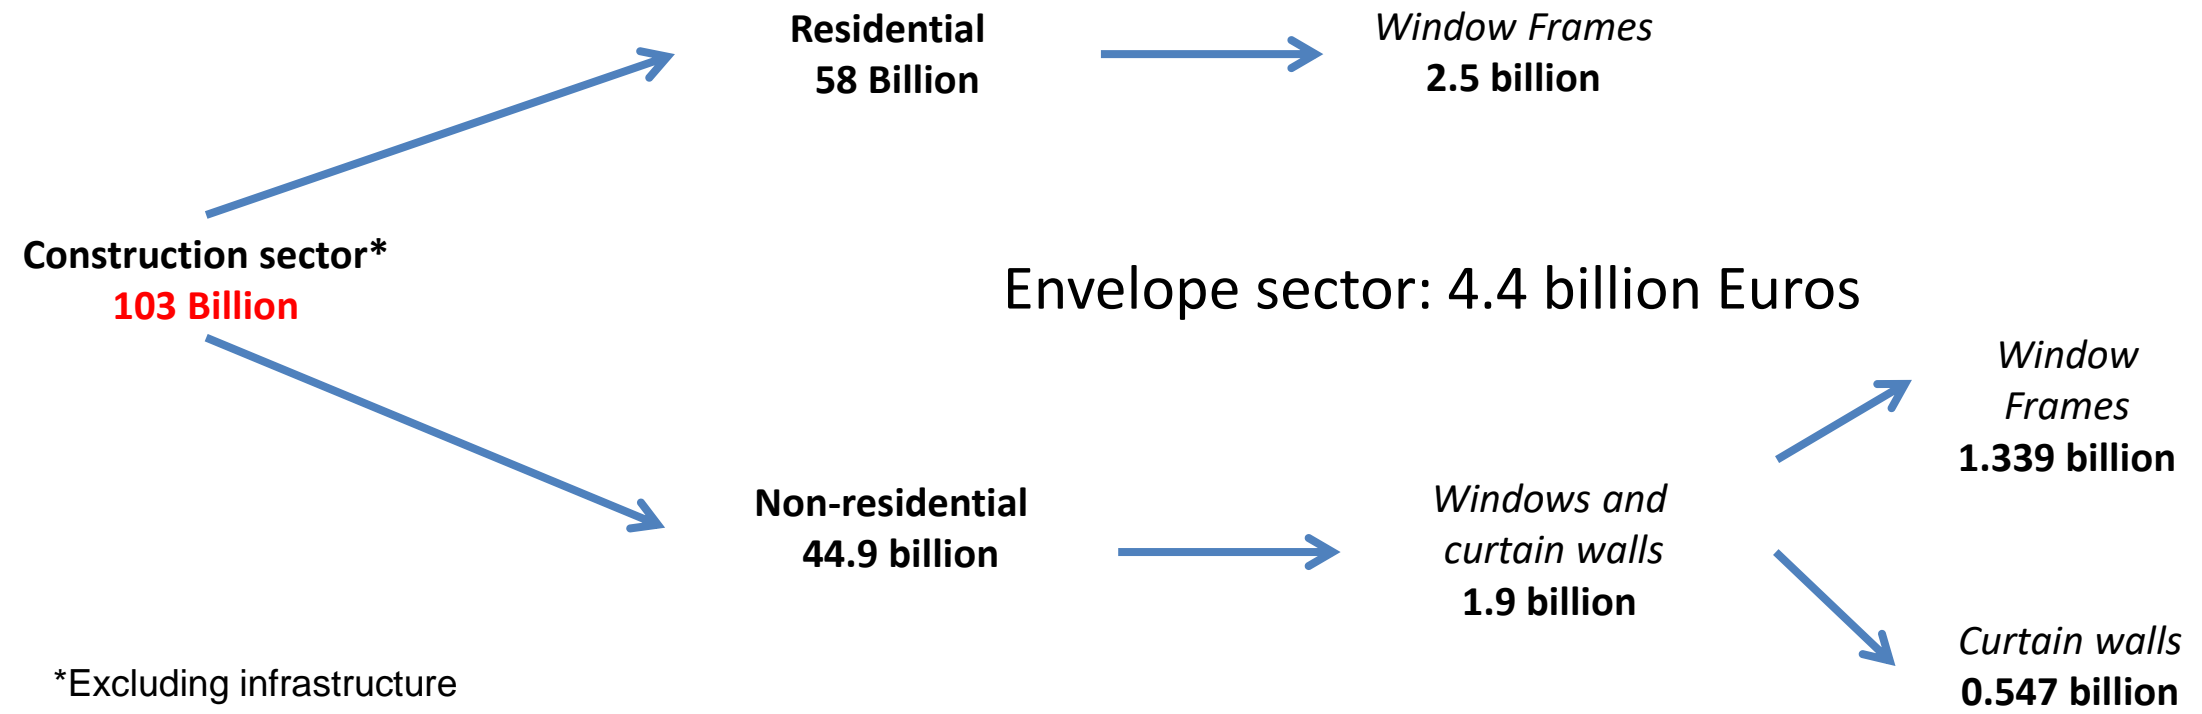 Residential
58 Billion
Window Frames
2.5 billion
Construction sector*
103 Billion
Envelope sector: 4.4 billion Euros
Window
Frames
1.339 billion
Non-residential
44.9 billion
Windows and
curtain walls
1.9 billion
Curtain walls
0.547 billion
*Excluding infrastructure